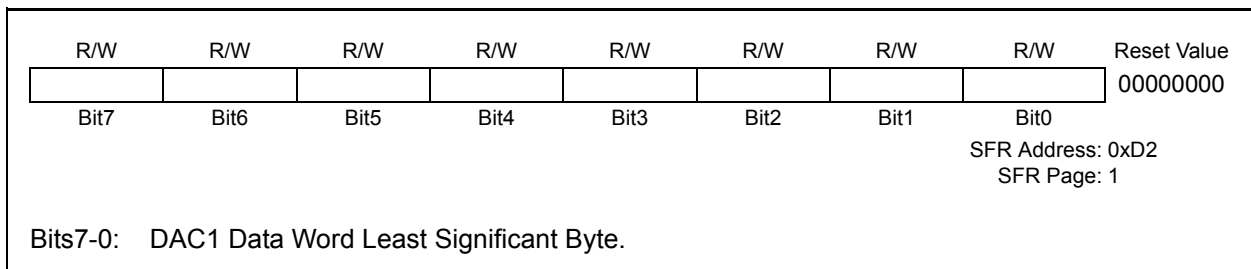 R/W R/W R/W R/W R/W R/W R/W R/W Reset Value
00000000
Bit7 Bit6 Bit5 Bit4 Bit3 Bit2 Bit1 Bit0
SFR Address: 0xD2
SFR Page: 1
Bits7-0: DAC1 Data Word Least Significant Byte.